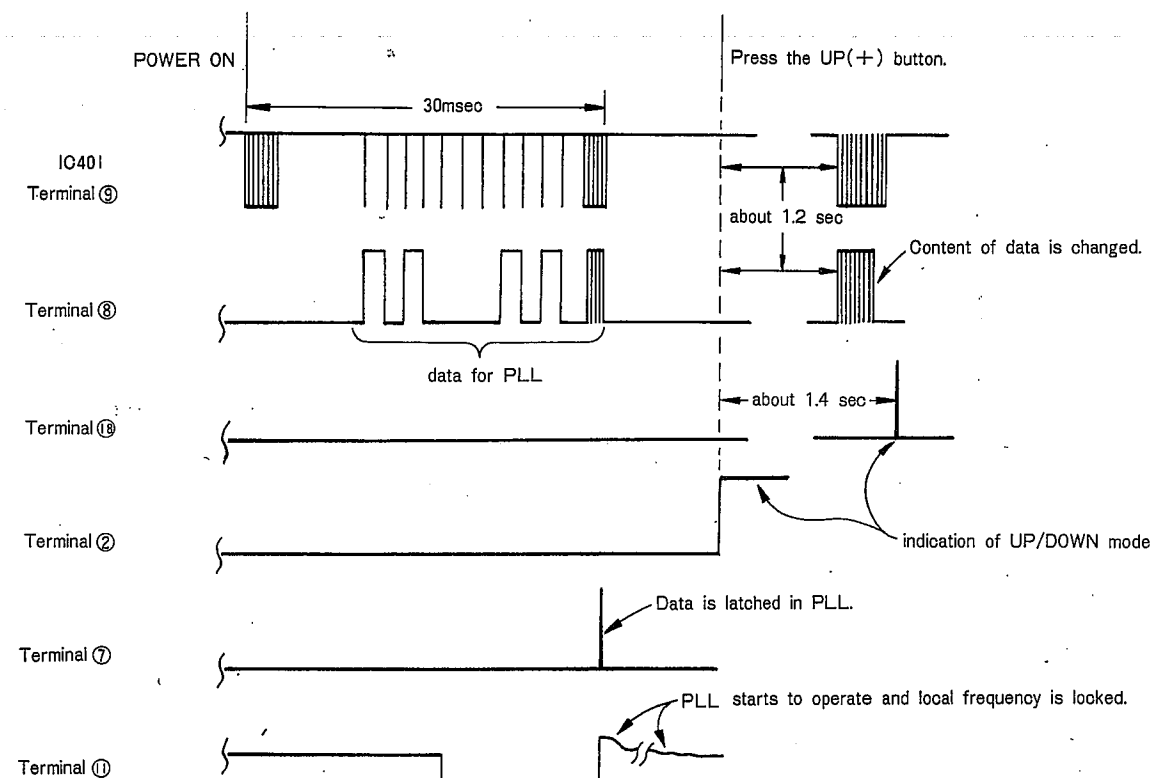 POWER ON
Press the UP(+) button.
30msec
IC401
Terminal ⑨
about 1.2 sec
Content of data is changed.
Terminal ⑧
data for PLL
about 1.4 sec
Terminal ⑱
Terminal ②
indication of UP/DOWN mode
Data is latched in PLL.
Terminal ⑦
PLL starts to operate and local frequency is locked.
Terminal ⑪